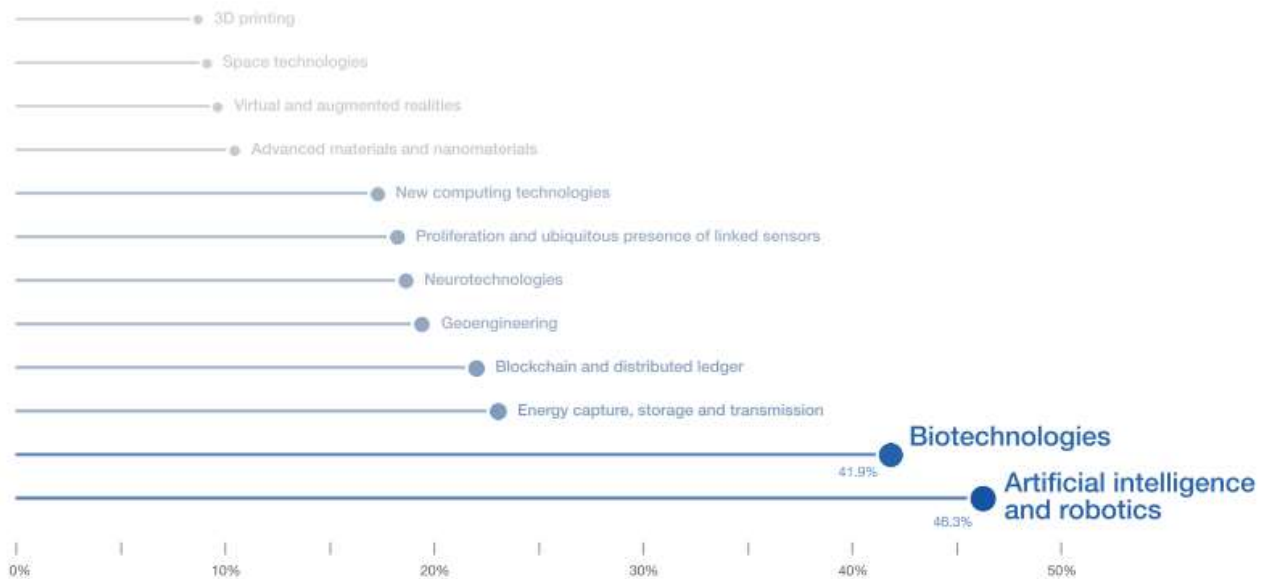 3D printing
Space technologies
Virtual and augmented realities
Advanced materials and nanomaterials
New computing technologies
Proliferation and ubiquitous presence of linked sensors
Neurotechnologies
Geoengineering
Blockchain and distributed ledger
Energy capture, storage and transmission
Biotechnologies
41.9%
Artificial intelligence
and robotics
46.3%
0% 10% 20% 30% 40% 50%